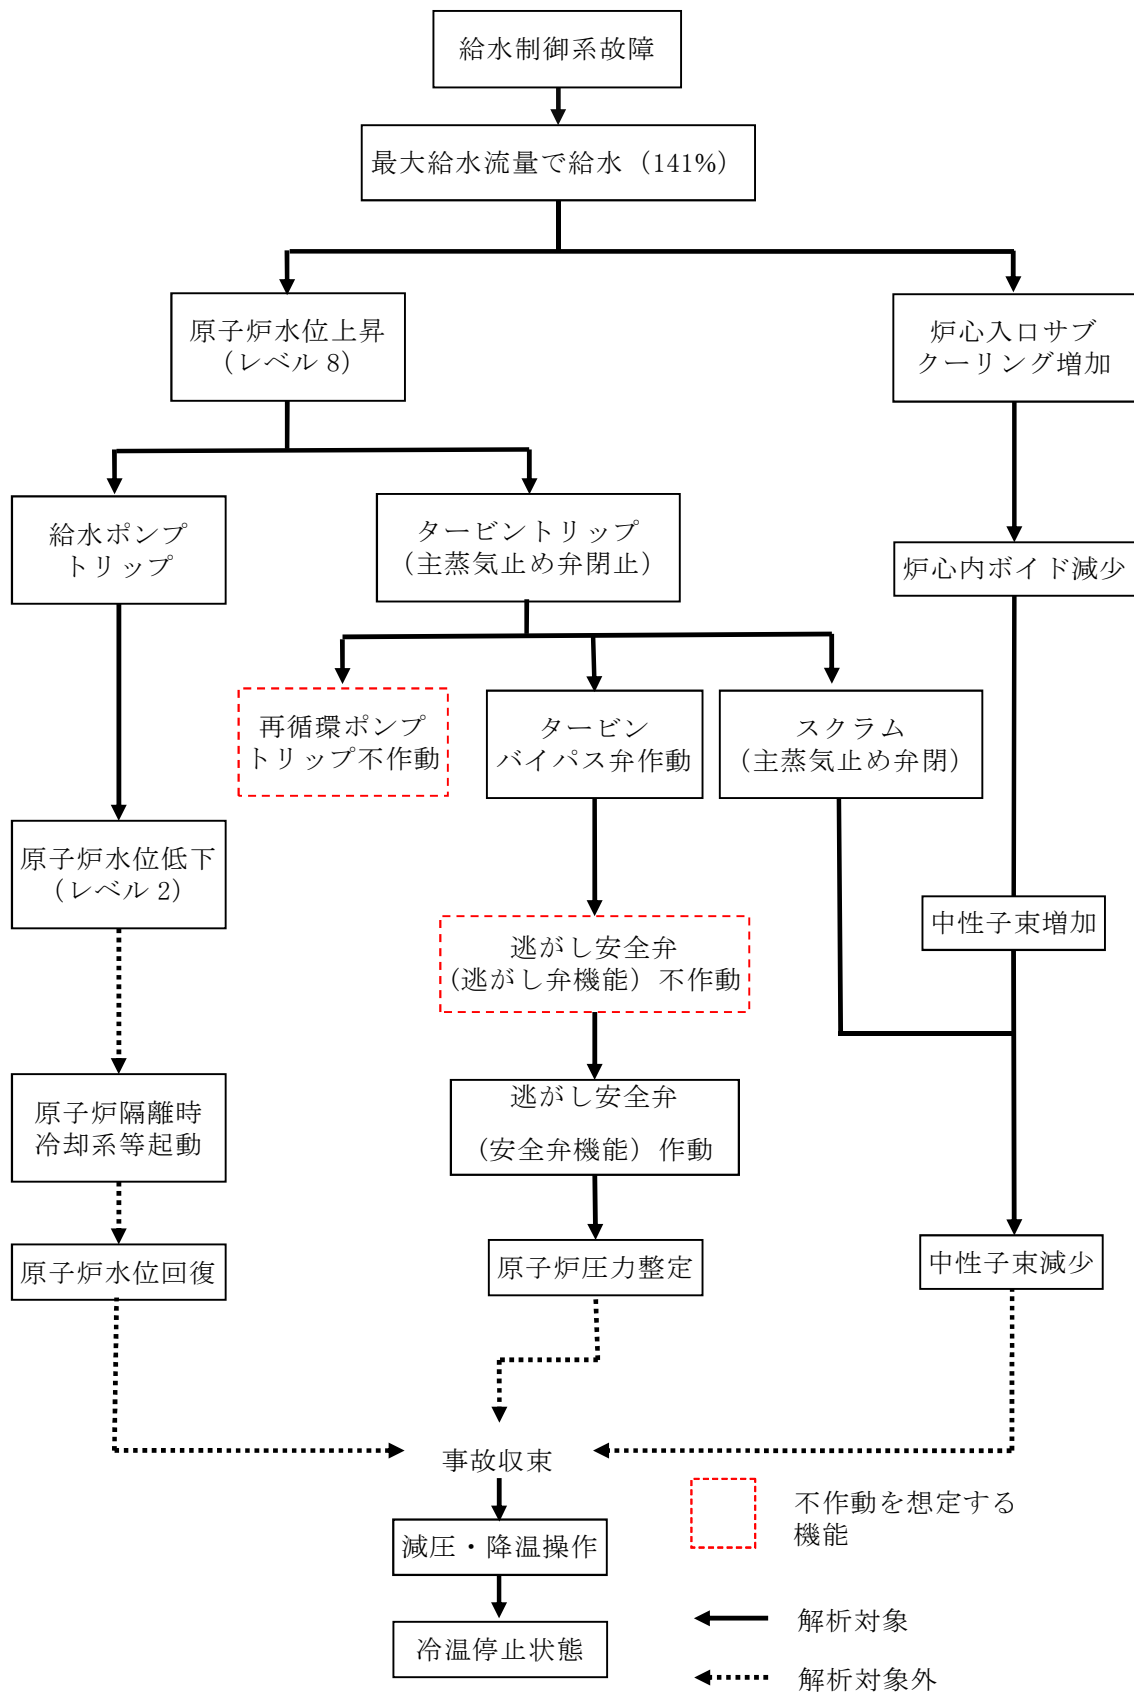 給水制御系故障
最大給水流量で給水（141%）
原子炉水位上昇
（レベル 8）
炉心入口サブ
クーリング増加
給水ポンプ
トリップ
タービントリップ
（主蒸気止め弁閉止）
炉心内ボイド減少
再循環ポンプ
トリップ不作動
タービン
バイパス弁作動
スクラム
（主蒸気止め弁閉）
原子炉水位低下
（レベル 2）
中性子束増加
逃がし安全弁
（逃がし弁機能）不作動
原子炉隔離時
冷却系等起動
逃がし安全弁
（安全弁機能）作動
原子炉水位回復
原子炉圧力整定
中性子束減少
事故収束
減圧・降温操作
冷温停止状態
不作動を想定する
機能
解析対象
解析対象外